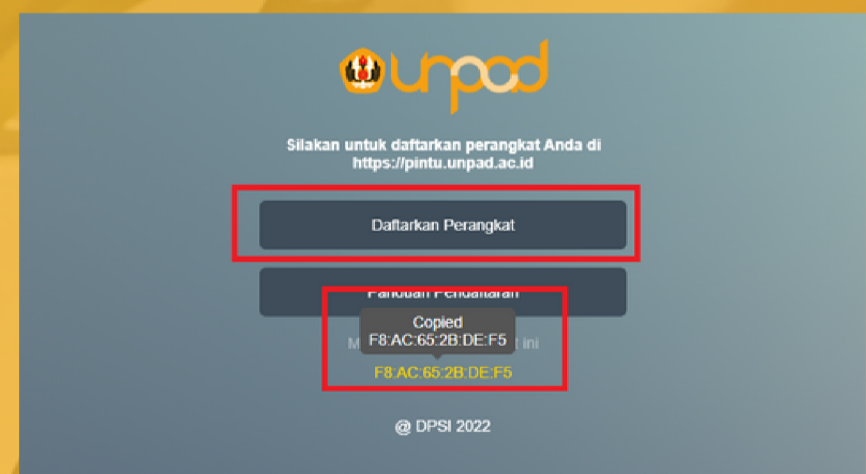 unpad
Silakan untuk daftarkan perangkat Anda di
https://pintu.unpad.ac.id
Daftarkan Perangkat
Panduan Pendaftaran
Copied
F8:AC:65:2B:DE:F5
ini
F8:AC:65:2B:DE:F5
@ DPSI 2022